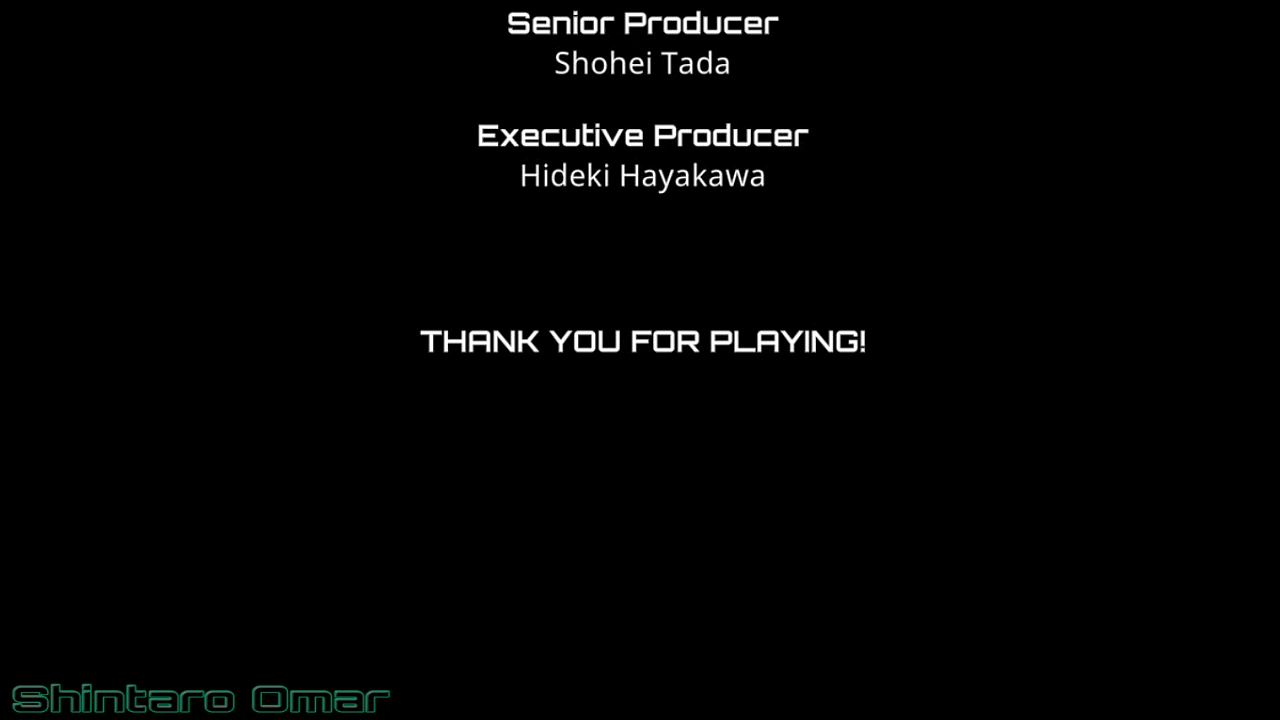 Senior Producer
Shohei Tada
Executive Producer
Hideki Hayakawa
THANK YOU FOR PLAYING!
Shintaro Omar